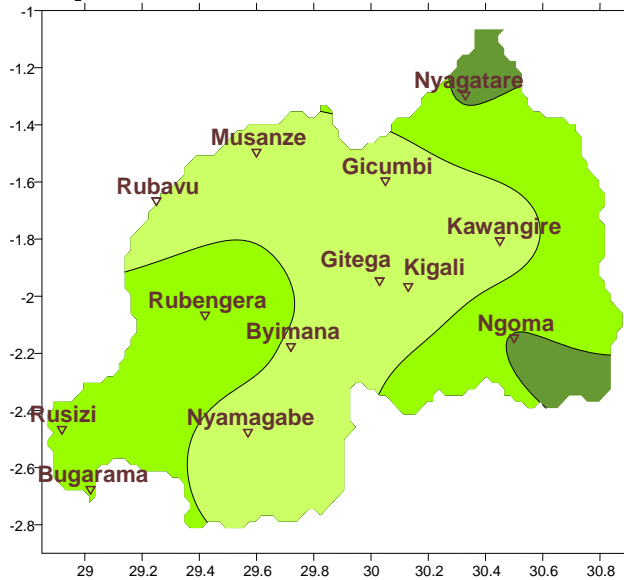 -1
-1.2
-1.4
-1.6
-1.8
-2
-2.2
-2.4
-2.6
-2.8
Nyagatare
Musanze
Gicumbi
Rubavu
Kawangire
Gitega
Kigali
Rubengera
Ngoma
Byimana
Rusizi
Nyamagabe
Bugarama
29 29.2 29.4 29.6 29.8 30 30.2 30.4 30.6 30.8